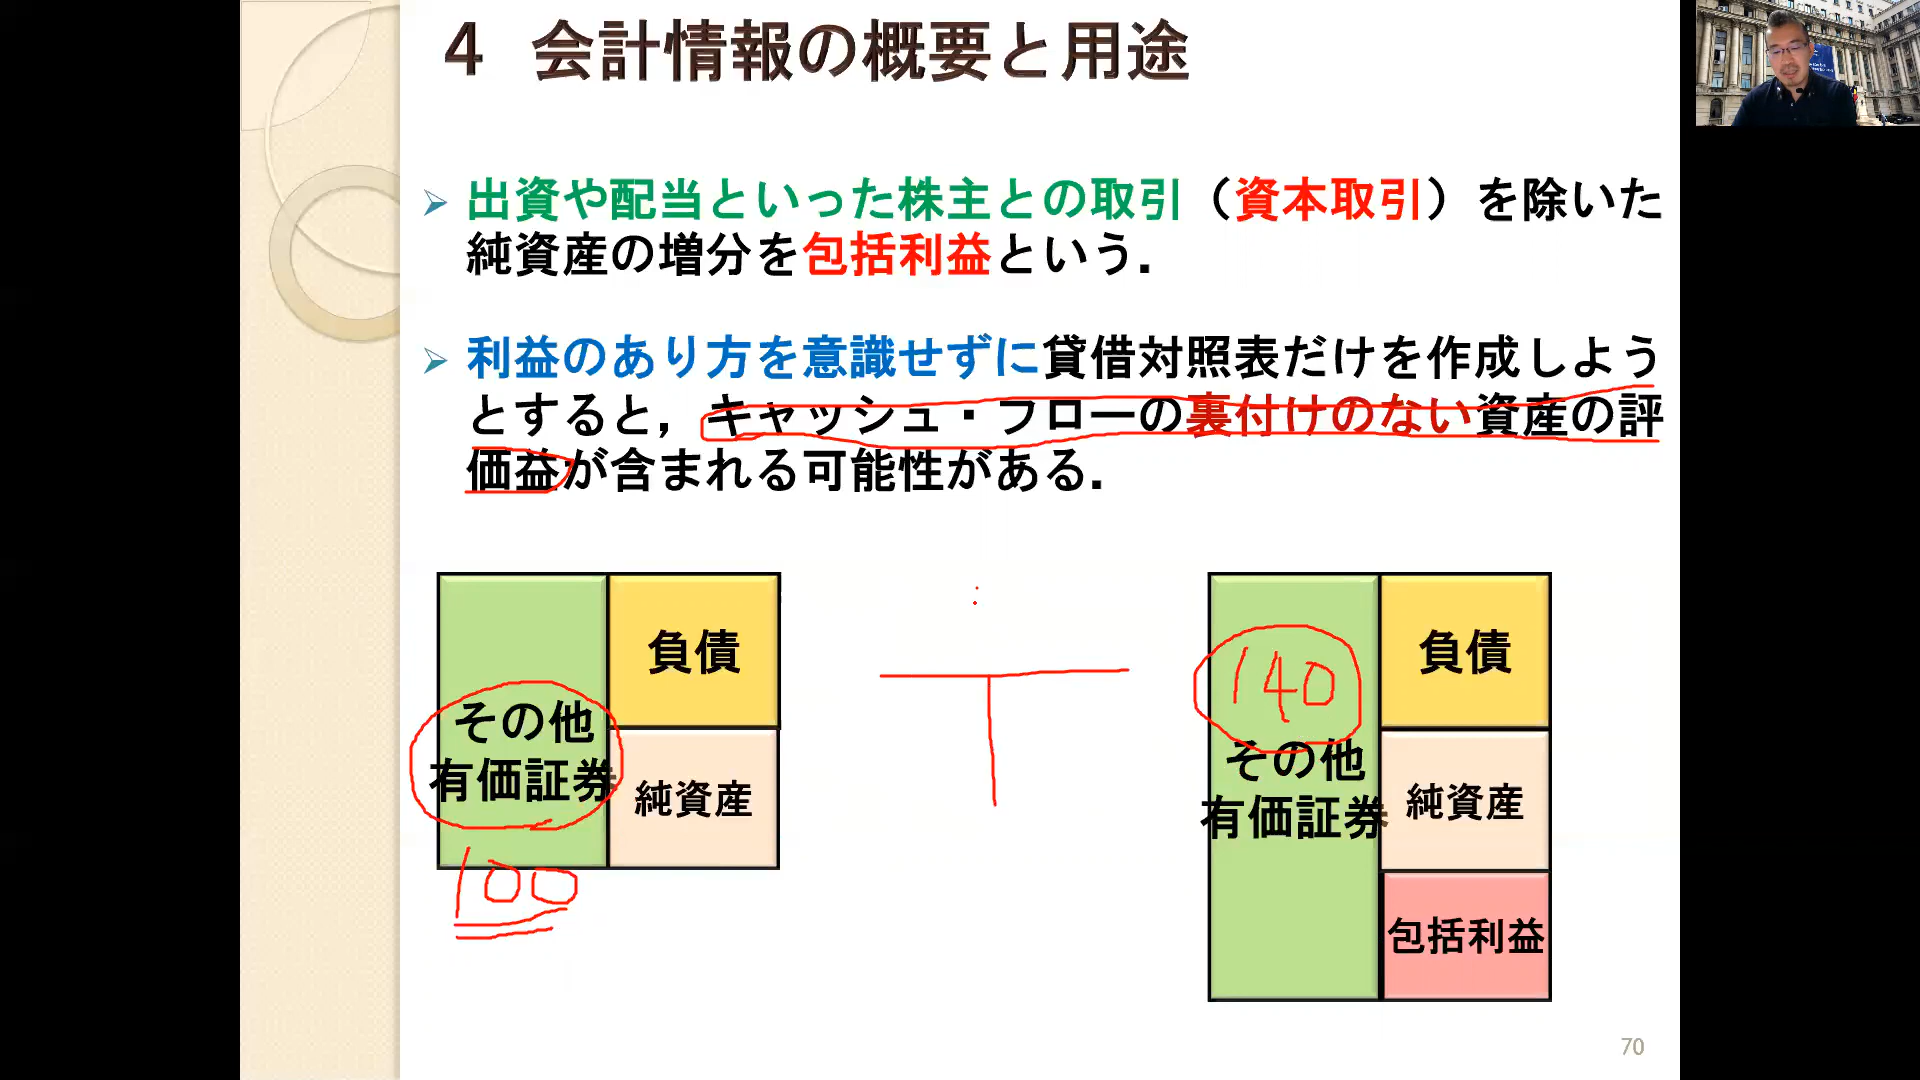 4 会計情報の概要と用途
出資や配当といった株主との取引（資本取引）を除いた
純資産の増分を包括利益という．
利益のあり方を意識せずに貸借対照表だけを作成しよう
とすると，キャッシュ・フローの裏付けのない資産の評
価益が含まれる可能性がある．
その他
有価証券
負債
純資産
100
140
その他
有価証券
負債
純資産
包括利益
70